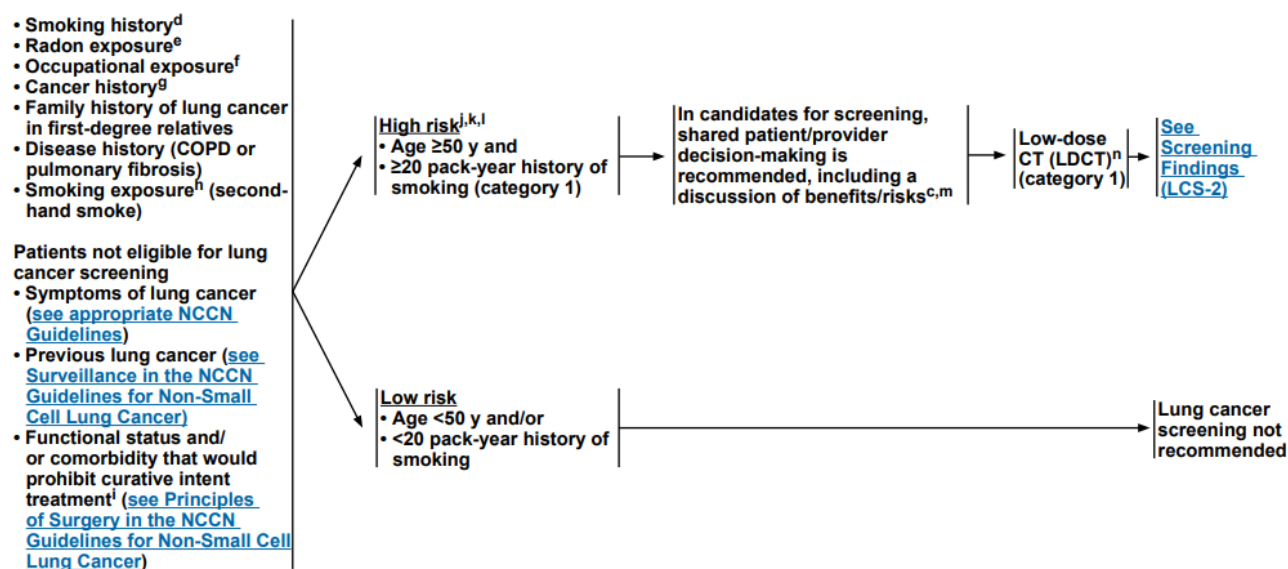 • Smoking historyd
• Radon exposuree
• Occupational exposuref
• Cancer historyg
• Family history of lung cancer
in first-degree relatives
• Disease history (COPD or
pulmonary fibrosis)
• Smoking exposureh (second-
hand smoke)
Patients not eligible for lung
cancer screening
• Symptoms of lung cancer
(see appropriate NCCN
Guidelines)
• Previous lung cancer (see
Surveillance in the NCCN
Guidelines for Non-Small
Cell Lung Cancer)
• Functional status and/
or comorbidity that would
prohibit curative intent
treatmenti (see Principles
of Surgery in the NCCN
Guidelines for Non-Small Cell
Lung Cancer)
High riskj,k,l
• Age ≥50 y and
• ≥20 pack-year history of
smoking (category 1)
In candidates for screening,
shared patient/provider
decision-making is
recommended, including a
discussion of benefits/risksc,m
Low-dose
CT (LDCT)n
(category 1)
See
Screening
Findings
(LCS-2)
Low risk
• Age <50 y and/or
• <20 pack-year history of
smoking
Lung cancer
screening not
recommended